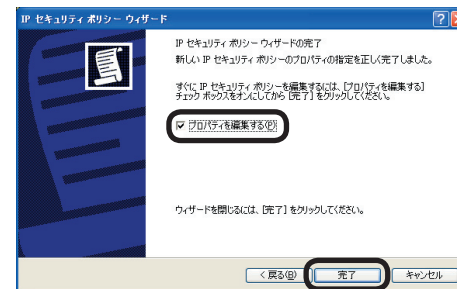 IP セキュリティ ポリシー ウィザード
IP セキュリティ ポリシー ウィザードの完了
新しい IP セキュリティ ポリシーのプロパティの指定を正しく完了しました。
すぐに IP セキュリティ ポリシーを編集するには、[プロパティを編集する]
チェック ボックスをオンにしてから [完了] をクリックしてください。
プロパティを編集する(P)
ウィザードを閉じるには、[完了] をクリックしてください。
< 戻る(B)
完了
キャンセル